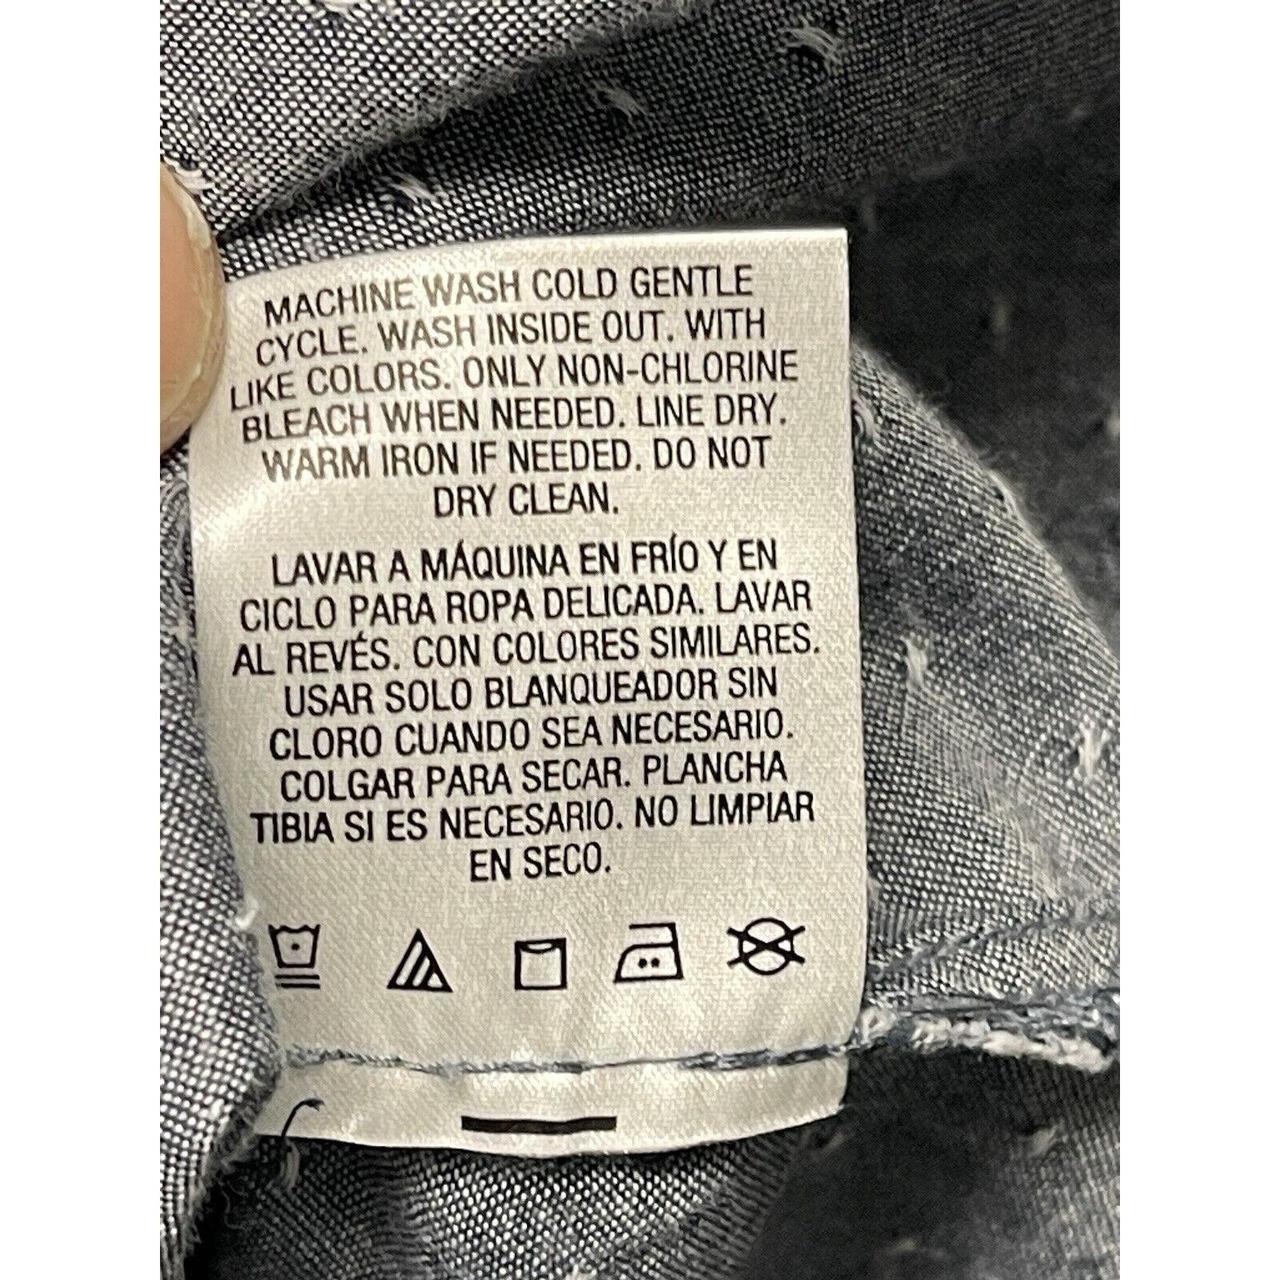 MACHINE WASH COLD GENTLE
CYCLE. WASH INSIDE OUT. WITH
LIKE COLORS. ONLY NON-CHLORINE
BLEACH WHEN NEEDED. LINE DRY.
WARM IRON IF NEEDED. DO NOT
DRY CLEAN.
LAVAR A MÁQUINA EN FRÍO Y EN
CICLO PARA ROPA DELICADA. LAVAR
AL REVÉS. CON COLORES SIMILARES.
USAR SOLO BLANQUEADOR SIN
CLORO CUANDO SEA NECESARIO.
COLGAR PARA SECAR. PLANCHA
TIBIA SI ES NECESARIO. NO LIMPIAR
EN SECO.